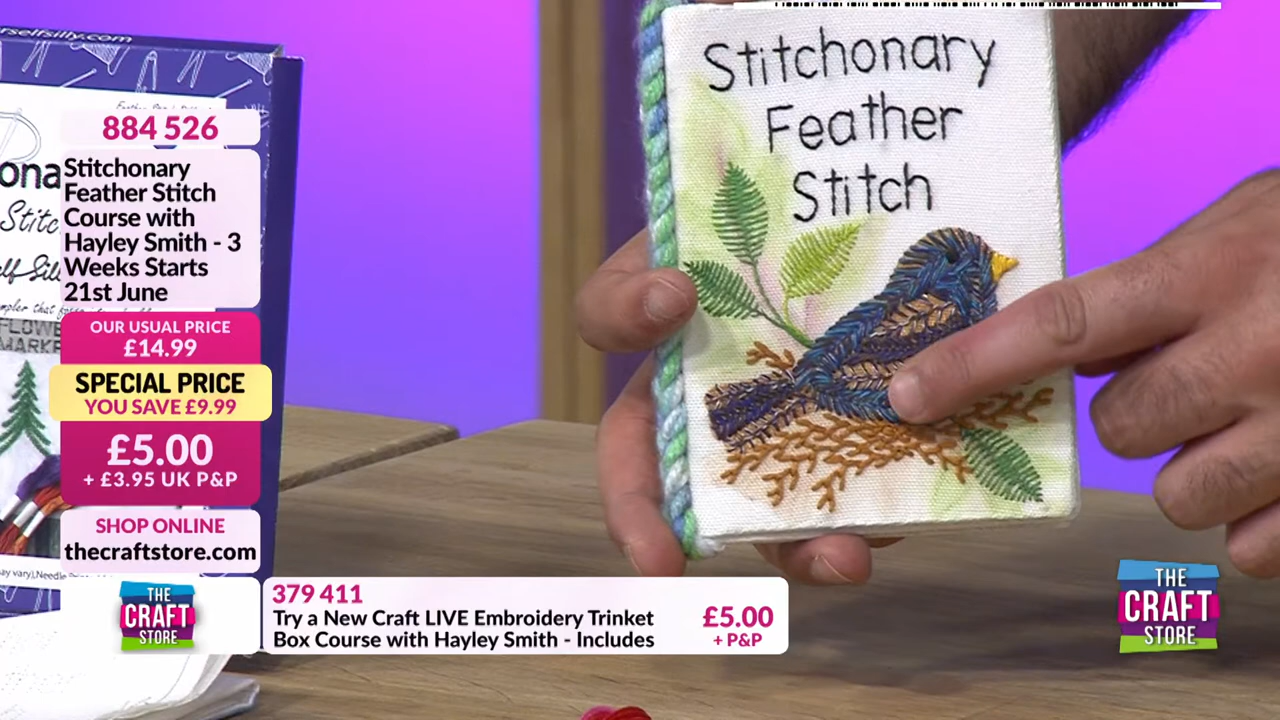 rselfsilly.com
884 526
Stitchonary
Feather Stitch
Course with
Hayley Smith - 3
Weeks Starts
21st June
OUR USUAL PRICE
£14.99
SPECIAL PRICE
YOU SAVE £9.99
£5.00
+ £3.95 UK P&P
SHOP ONLINE
thecraftstore.com
Stitchonary
Feather
Stitch
THE
CRAFT
STORE
379 411
Try a New Craft LIVE Embroidery Trinket
Box Course with Hayley Smith - Includes
£5.00
+ P&P
THE
CRAFT
STORE